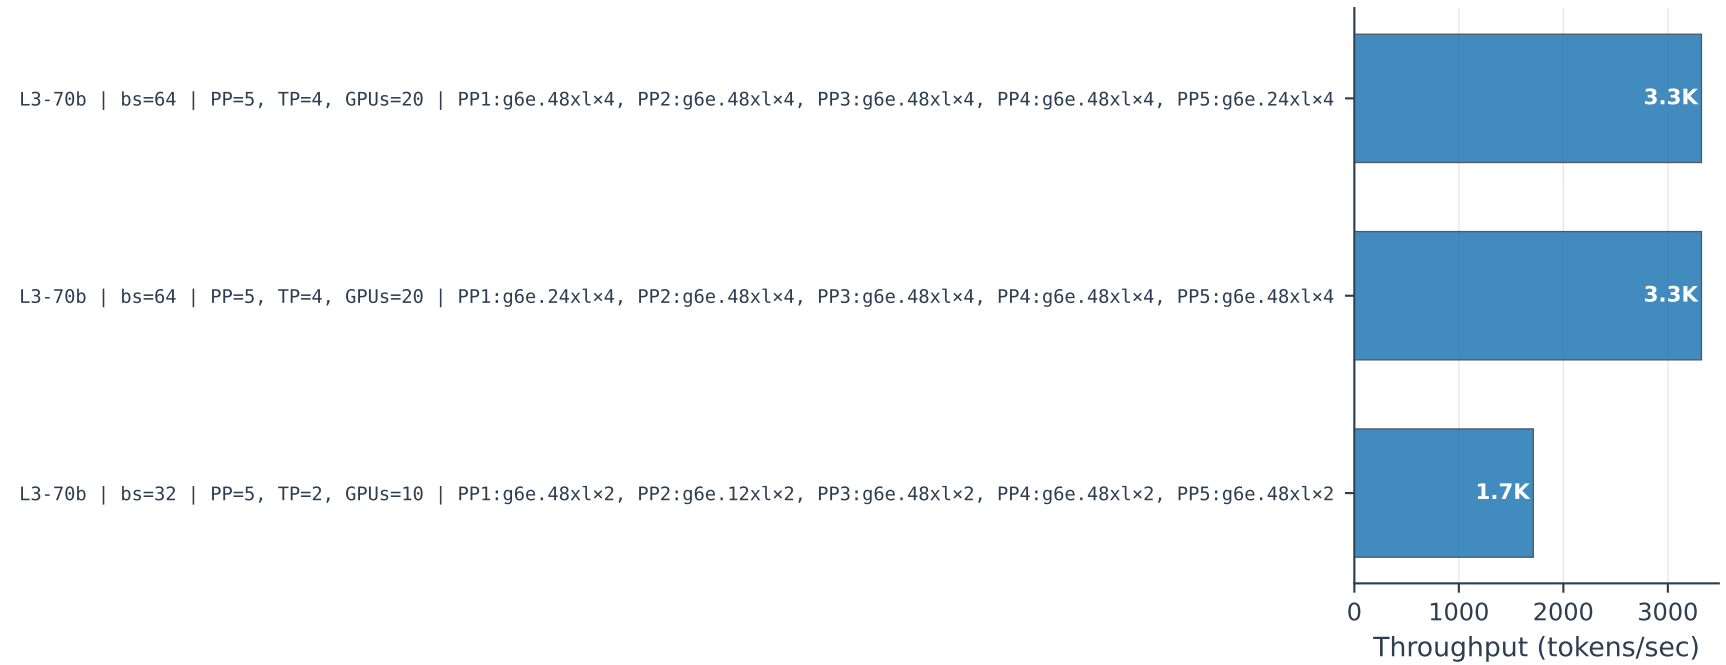 L3-70b | bs=64 | PP=5, TP=4, GPUs=20 | PP1:g6e.48xl×4, PP2:g6e.48xl×4, PP3:g6e.48xl×4, PP4:g6e.48xl×4, PP5:g6e.24xl×4
3.3K
L3-70b | bs=64 | PP=5, TP=4, GPUs=20 | PP1:g6e.24xl×4, PP2:g6e.48xl×4, PP3:g6e.48xl×4, PP4:g6e.48xl×4, PP5:g6e.48xl×4
3.3K
L3-70b | bs=32 | PP=5, TP=2, GPUs=10 | PP1:g6e.48xl×2, PP2:g6e.12xl×2, PP3:g6e.48xl×2, PP4:g6e.48xl×2, PP5:g6e.48xl×2
1.7K
0 1000 2000 3000
Throughput (tokens/sec)